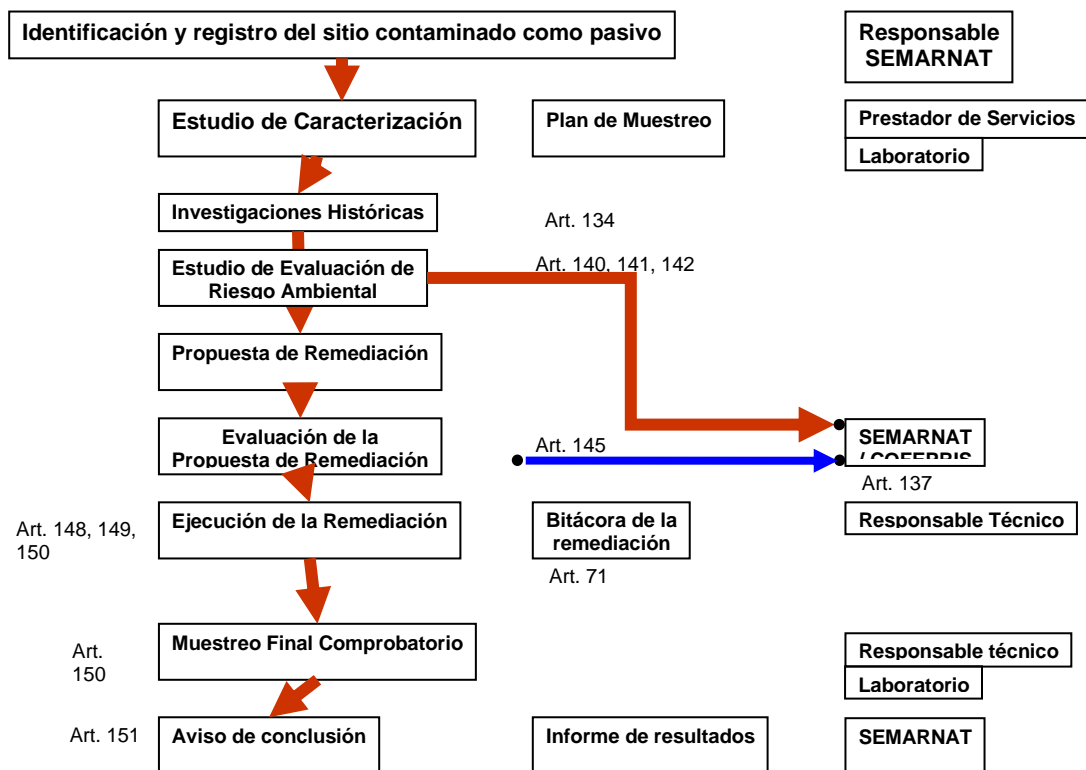 Identificación y registro del sitio contaminado como pasivo
Responsable
SEMARNAT
Estudio de Caracterización
Plan de Muestreo
Prestador de Servicios
Laboratorio
Investigaciones Históricas
Art. 134
Estudio de Evaluación de
Riesgo Ambiental
Art. 140, 141, 142
Propuesta de Remediación
Evaluación de la
Propuesta de Remediación
Art. 145
SEMARNAT
/ COFEPRIS
Art. 137
Art. 148, 149,
150
Ejecución de la Remediación
Bitácora de la
remediación
Responsable Técnico
Art. 71
Art.
150
Muestreo Final Comprobatorio
Responsable técnico
Laboratorio
Art. 151
Aviso de conclusión
Informe de resultados
SEMARNAT